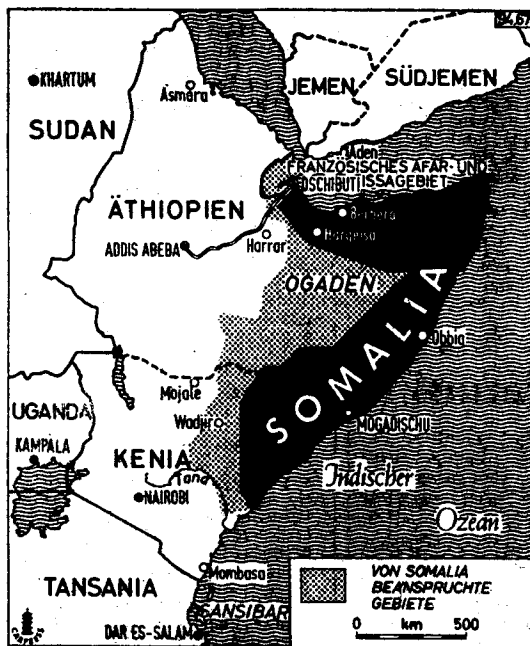 194,67
KHARTUM
Asmara
JEMEN
SÜDJEMEN
SUDAN
Aden
FRANZÖSISCHES AFAR- UND
DSCHIBUTI ISSAGEBIET
ÄTHIOPIEN
Berbera
ADDIS ABEBA
Harrar
Hargeisa
OGADEN
SOMALIA
Obbia
Mojale
UGANDA
Wadjir
MOGADISCHU
KAMPALA
KENIA
Tana
NAIROBI
Indischer
Ozean
Mombasa
TANSANIA
SANSIBAR
DAR ES-SALAM
VON SOMALIA
BEANSPRUCHTE
GEBIETE
0 km 500